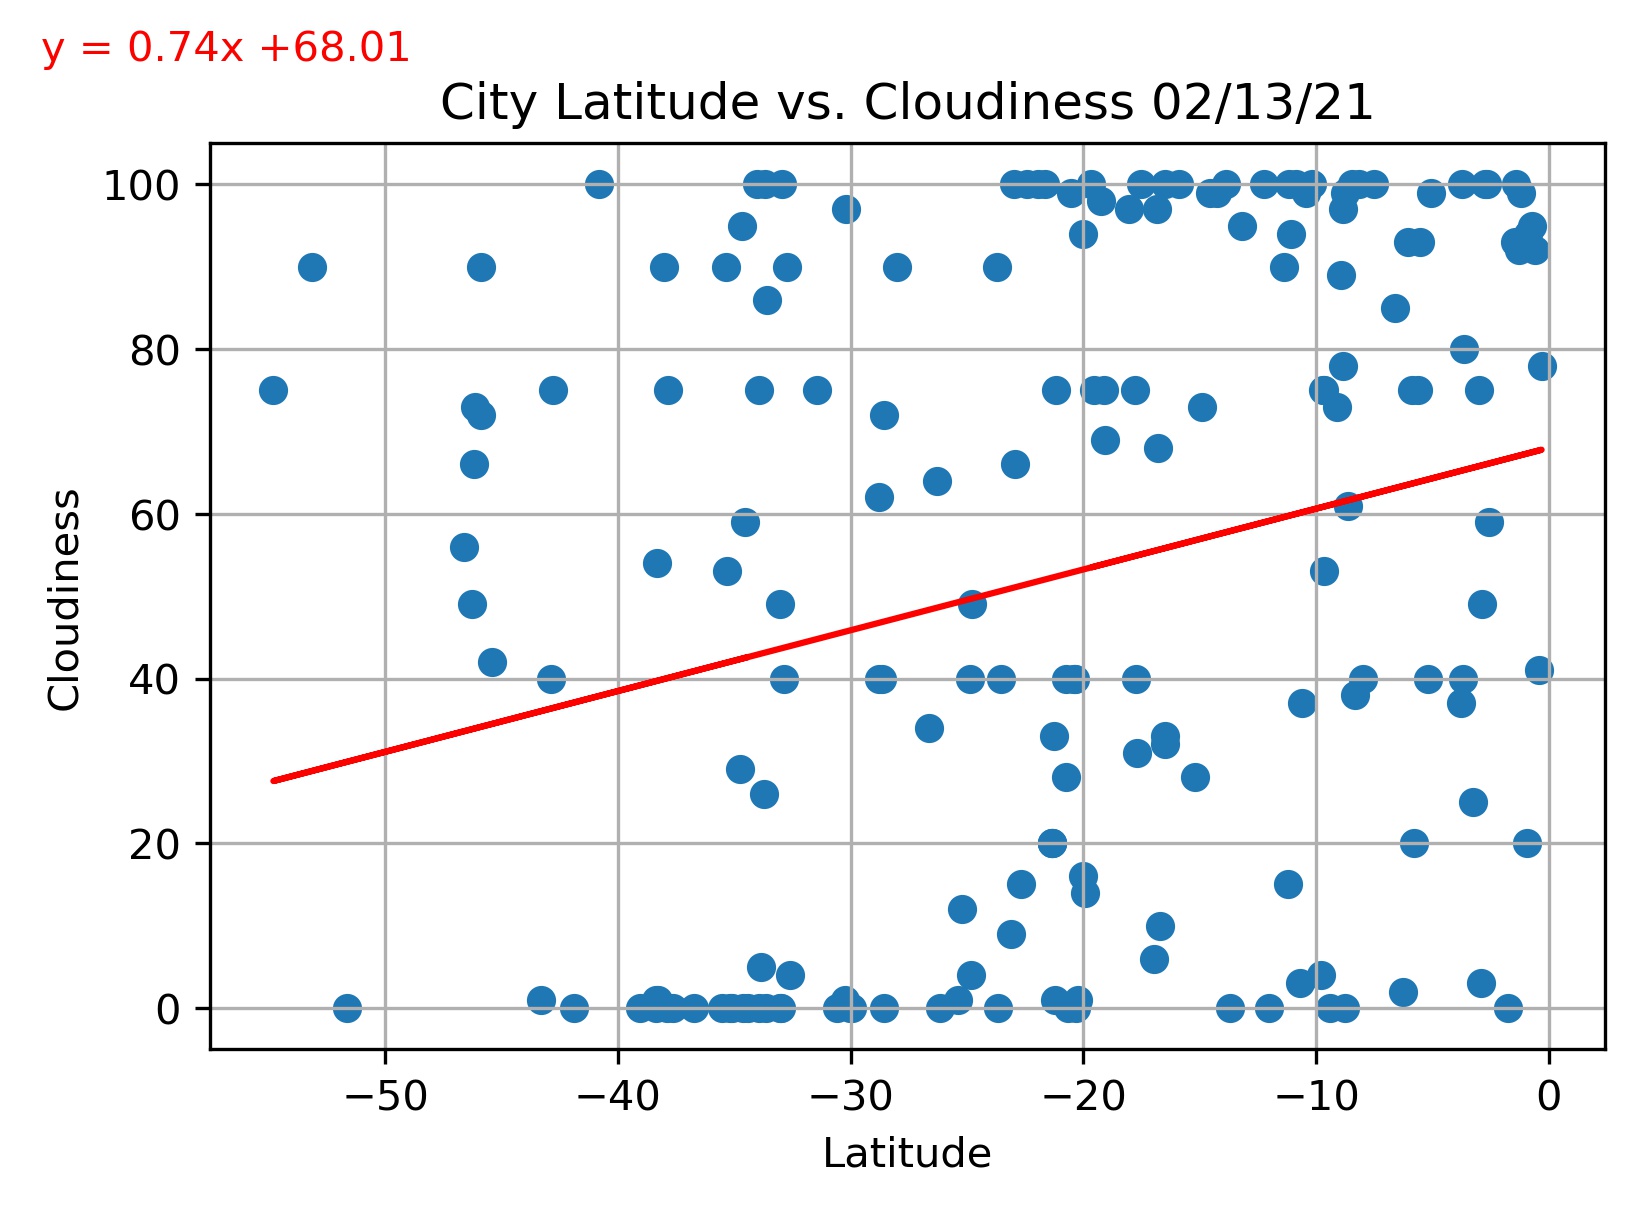 y = 0.74x +68.01
City Latitude vs. Cloudiness 02/13/21
100
80
60
40
20
0
Cloudiness
−50 −40 −30 −20 −10 0
Latitude